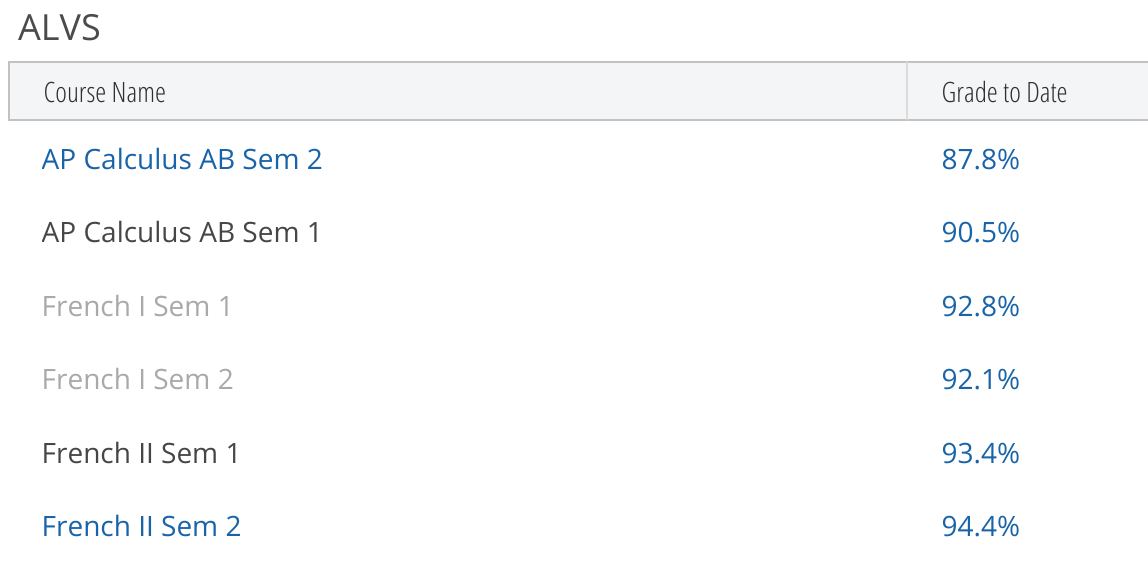 ALVS
Course Name Grade to Date
AP Calculus AB Sem 2 87.8%
AP Calculus AB Sem 1 90.5%
French I Sem 1 92.8%
French I Sem 2 92.1%
French II Sem 1 93.4%
French II Sem 2 94.4%